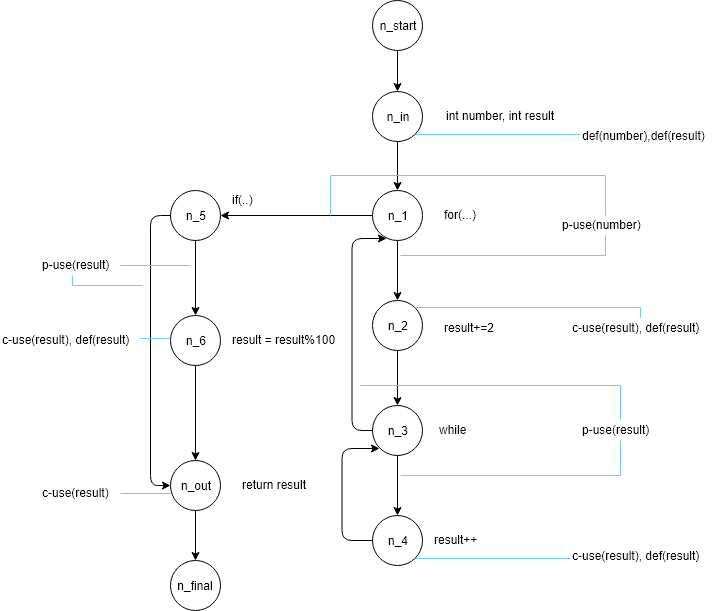 n_start
n_in
int number, int result
def(number),def(result)
if(..)
n_5
n_1
for(...)
p-use(number)
p-use(result)
n_2
result+=2
c-use(result), def(result)
c-use(result), def(result)
n_6
result = result%100
n_3
while
p-use(result)
n_out
return result
c-use(result)
n_4
result++
c-use(result), def(result)
n_final